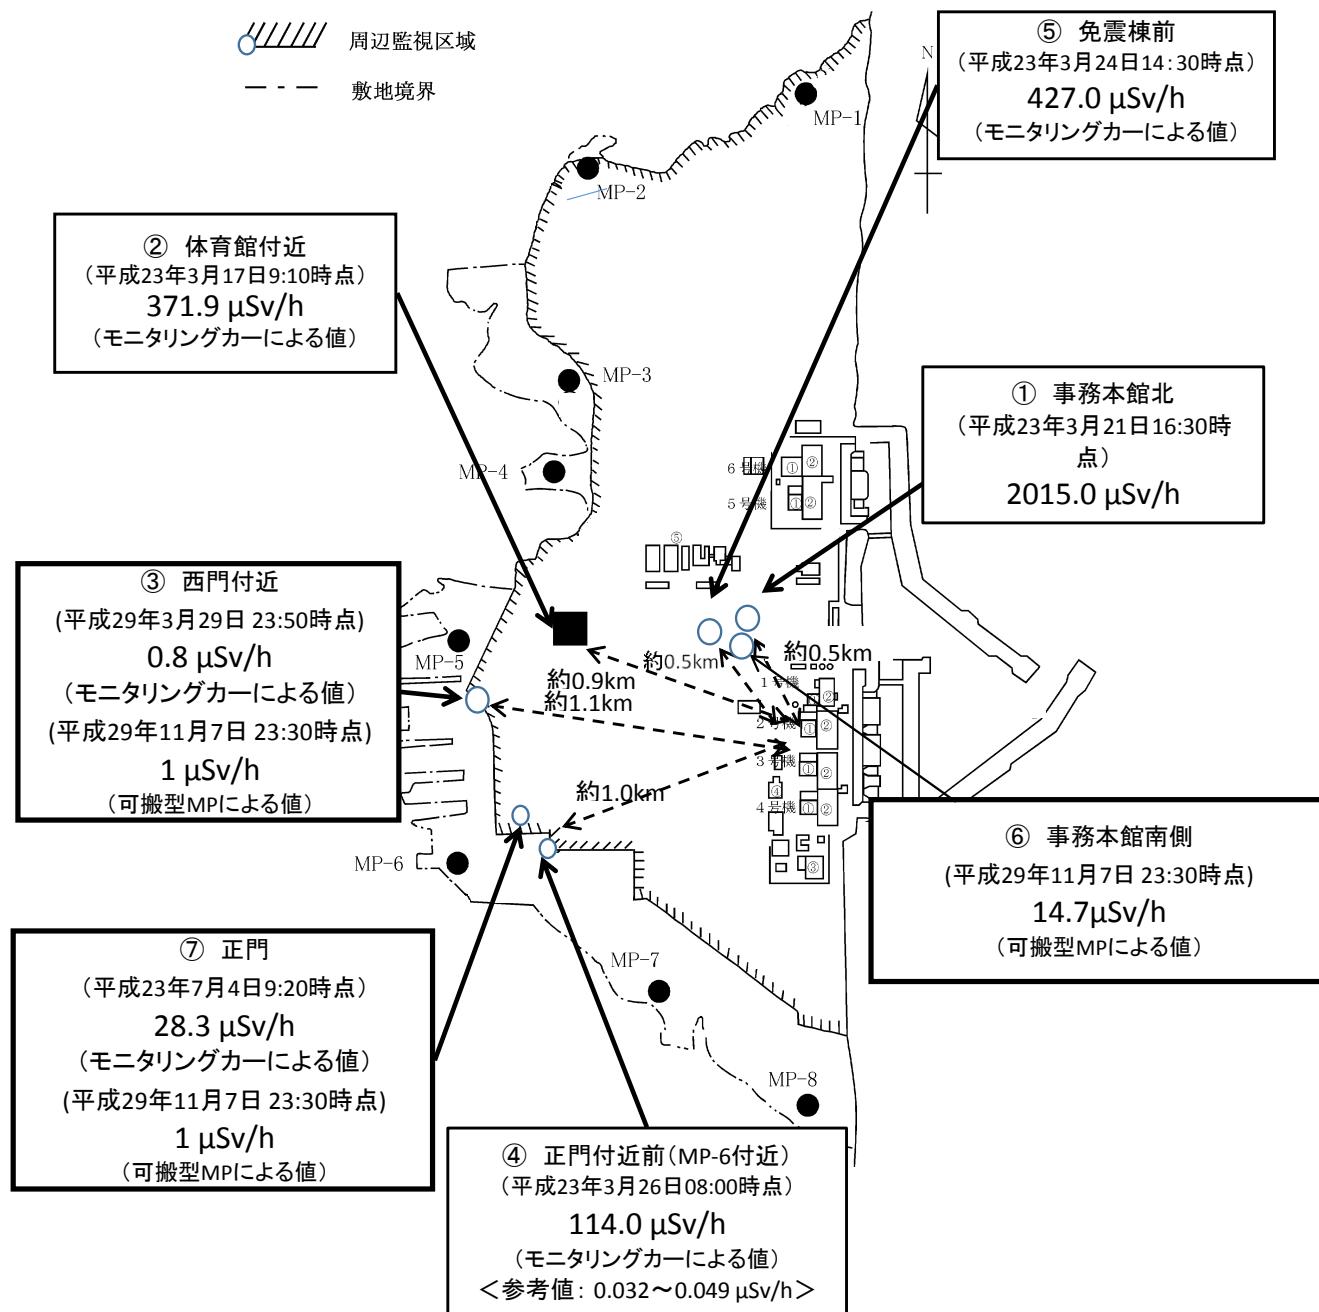 周辺監視区域
敷地境界
⑤ 免震棟前
（平成23年3月24日14：30時点）
427.0 μSv/h
（モニタリングカーによる値）
N
MP-1
MP-2
② 体育館付近
（平成23年3月17日9:10時点）
371.9 μSv/h
（モニタリングカーによる値）
MP-3
① 事務本館北
（平成23年3月21日16:30時
点）
2015.0 μSv/h
MP-4
６号機
①
②
５号機
①
②
⑤
③ 西門付近
(平成29年3月29日 23:50時点)
0.8 μSv/h
（モニタリングカーによる値）
(平成29年11月7日 23:30時点)
1 μSv/h
（可搬型MPによる値）
MP-5
約0.5km
約0.5km
約0.9km
約1.1km
１号機
②
２号機
①
②
３号機
①
②
約1.0km
④
４号機
①
②
③
MP-6
⑥ 事務本館南側
(平成29年11月7日 23:30時点)
14.7μSv/h
（可搬型MPによる値）
⑦ 正門
（平成23年7月4日9:20時点）
28.3 μSv/h
（モニタリングカーによる値）
(平成29年11月7日 23:30時点)
1 μSv/h
（可搬型MPによる値）
MP-7
MP-8
④ 正門付近前（MP-6付近）
（平成23年3月26日08:00時点）
114.0 μSv/h
（モニタリングカーによる値）
＜参考値： 0.032～0.049 μSv/h＞